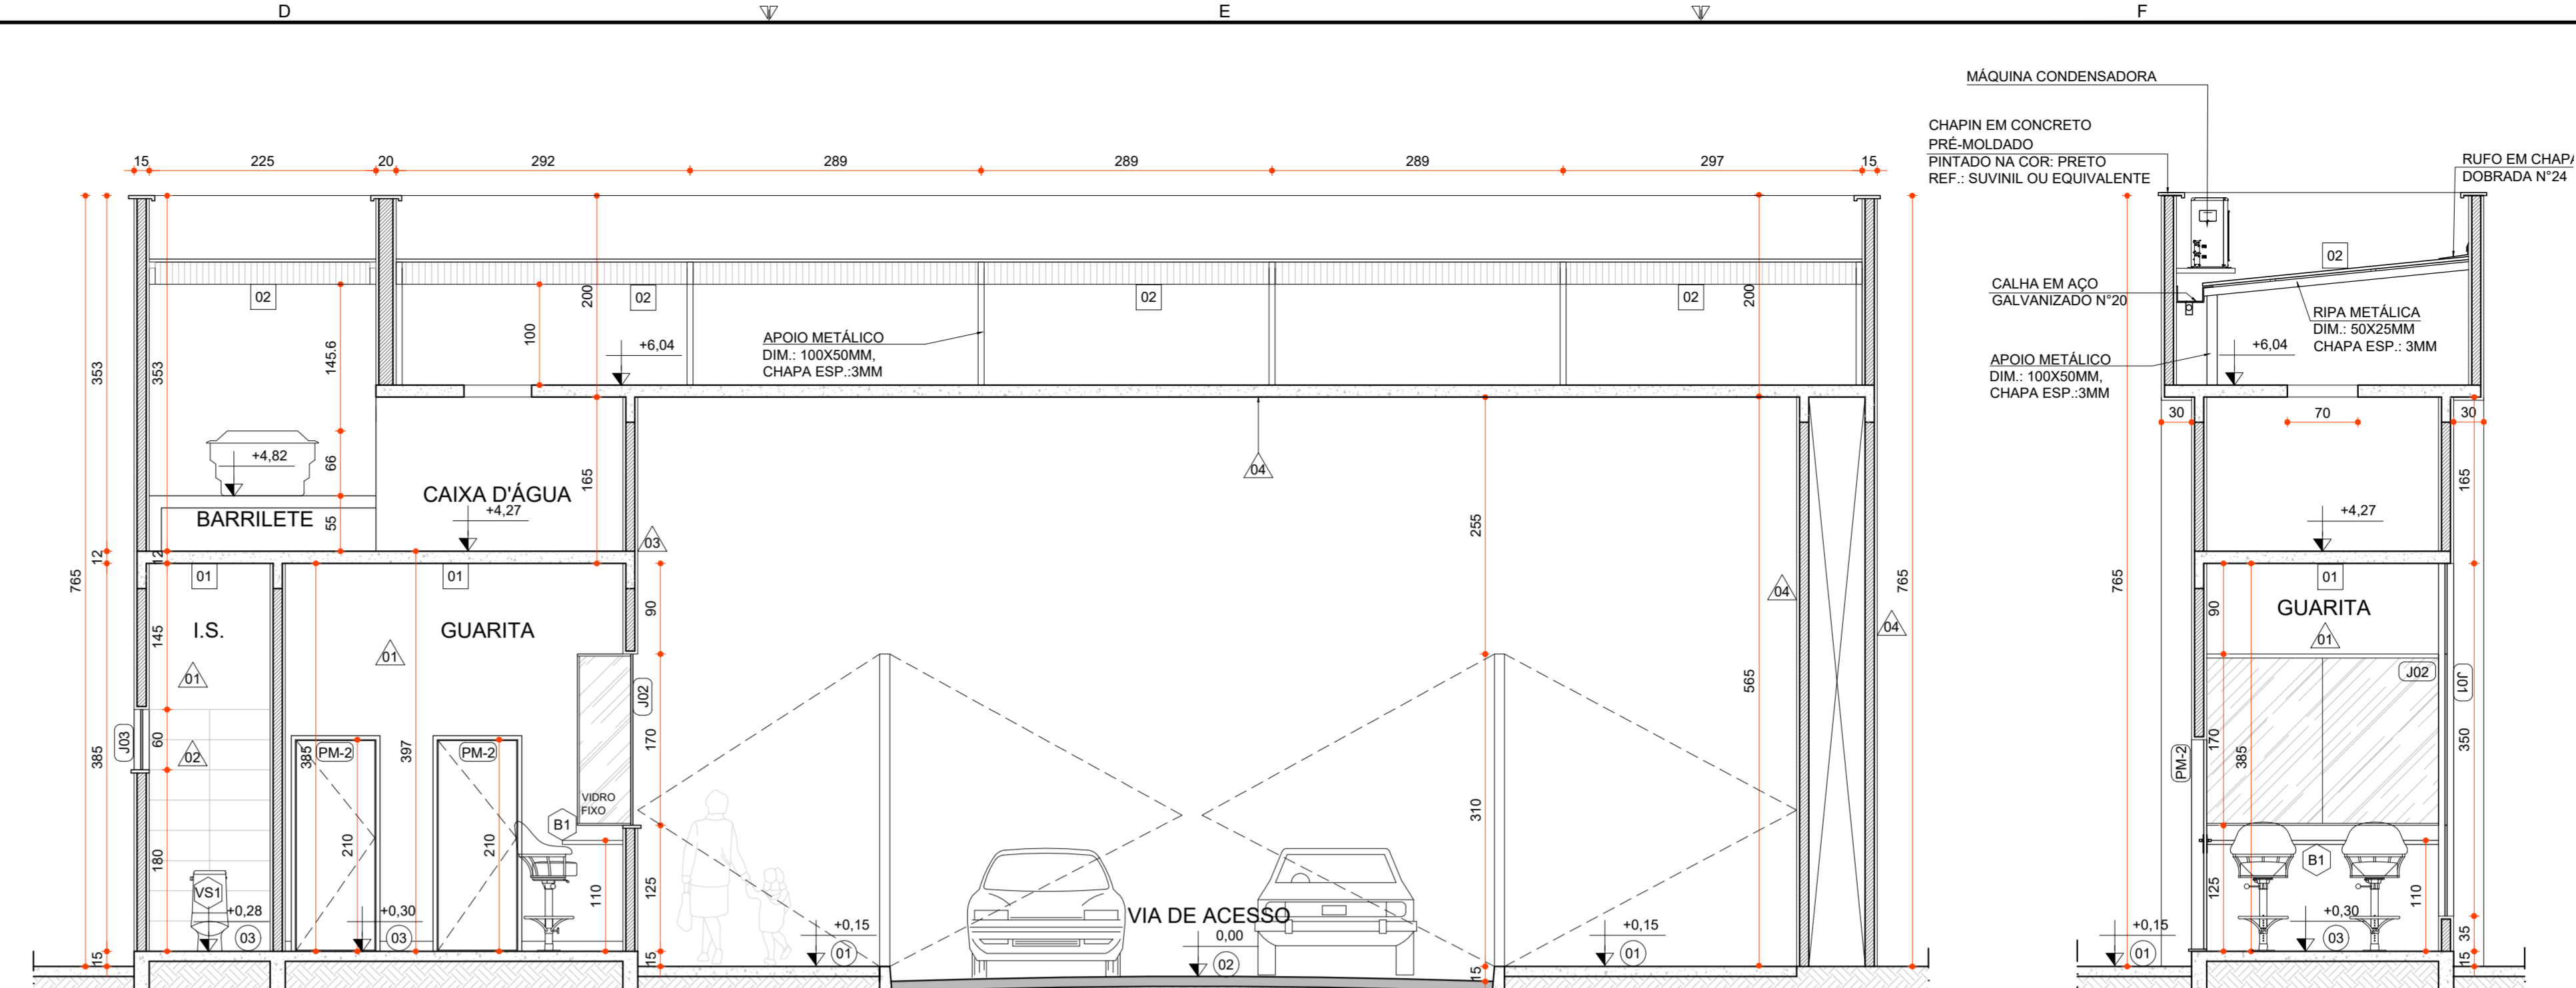 D
E
F
MÁQUINA CONDENSADORA
CHAPIN EM CONCRETO
PRÉ-MOLDADO
PINTADO NA COR: PRETO
REF.: SUVINIL OU EQUIVALENTE
RUFO EM CHAPA
DOBRADA N°24
15
225
20
292
289
289
289
297
15
02
02
02
02
02
200
200
100
145.6
353
353
+6,04
APOIO METÁLICO
DIM.: 100X50MM,
CHAPA ESP.:3MM
CALHA EM AÇO
GALVANIZADO N°20
RIPA METÁLICA
DIM.: 50X25MM
CHAPA ESP.: 3MM
+6,04
APOIO METÁLICO
DIM.: 100X50MM,
CHAPA ESP.:3MM
30
70
30
+4,82
66
55
165
CAIXA D'ÁGUA
+4,27
BARRILETE
04
255
165
+4,27
03
12
12
765
01
01
04
765
765
01
90
I.S.
GUARITA
145
01
01
04
90
GUARITA
01
565
J02
J02
J01
J03
60
02
385
385
PM-2
397
PM-2
170
VIDRO
FIXO
B1
310
PM-2
170
385
350
180
210
210
VS1
110
125
+0,28
03
+0,30
03
+0,15
01
VIA DE ACESSO
0,00
02
+0,15
01
B1
125
110
+0,15
01
+0,30
03
35
15
15
15
15